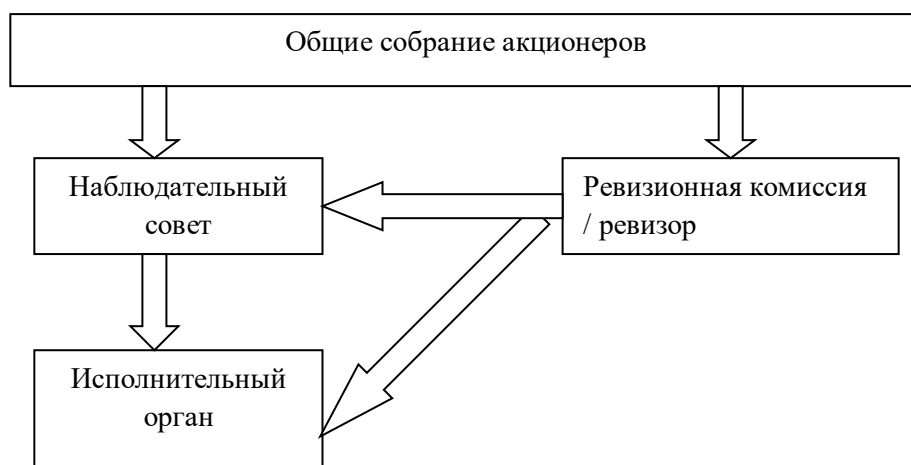 Общие собрание акционеров
Наблюдательный
совет
Ревизионная комиссия
/ ревизор
Исполнительный
орган